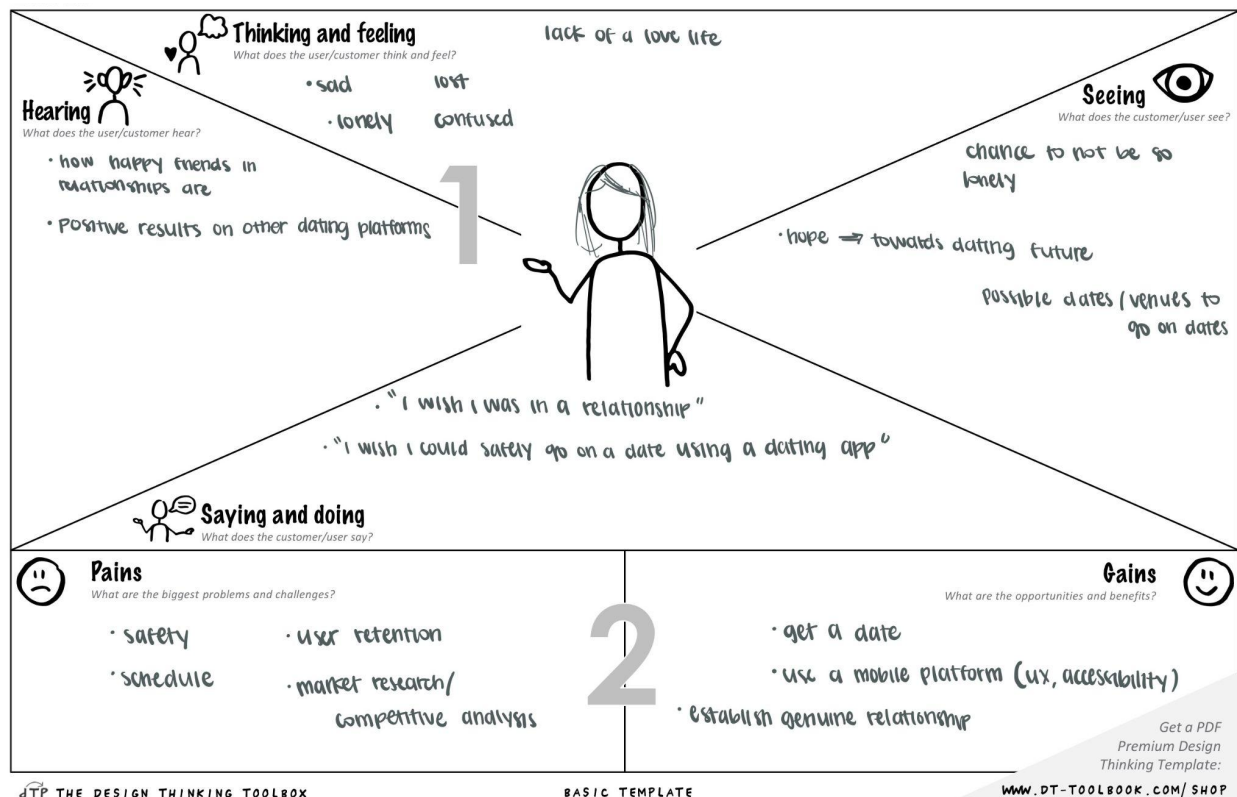 Thinking and feeling
What does the user/customer think and feel?
lack of a love life
• sad lost
• lonely confused
Hearing
What does the user/customer hear?
• how happy friends in
relationships are
• positive results on other dating platforms
1
Seeing
What does the customer/user see?
chance to not be so
lonely
• hope ⇒ towards dating future
possible dates / venues to
go on dates
• "I wish I was in a relationship"
• "I wish I could safely go on a date using a dating app"
Saying and doing
What does the customer/user say?
Pains
What are the biggest problems and challenges?
• safety • user retention
• schedule • market research/
competitive analysis
2
Gains
What are the opportunities and benefits?
• get a date
• use a mobile platform (ux, accessibility)
• establish genuine relationship
Get a PDF
Premium Design
Thinking Template:
dTP THE DESIGN THINKING TOOLBOX
BASIC TEMPLATE
WWW.DT-TOOLBOOK.COM/SHOP